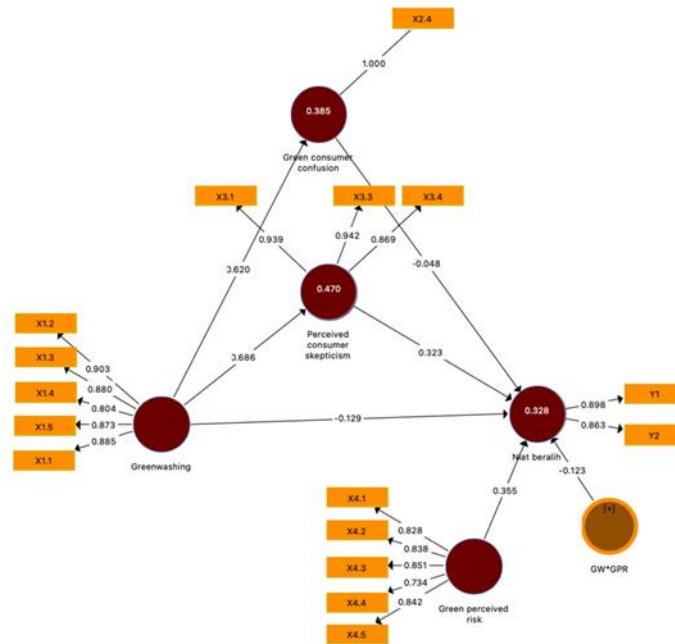 X2.4
1.000
0.385
Green consumer
confusion
X3.1
X3.3
X3.4
0.939
0.942
0.869
-0.048
0.620
0.470
Perceived
consumer
skepticism
X1.2
X1.3
X1.4
X1.5
X1.1
0.903
0.880
0.804
0.873
0.885
0.686
0.323
-0.129
Greenwashing
0.328
Niat beralih
0.898
0.863
Y1
Y2
0.355
-0.123
[+]
GW*GPR
X4.1
X4.2
X4.3
X4.4
X4.5
0.828
0.838
0.851
0.734
0.842
Green perceived
risk